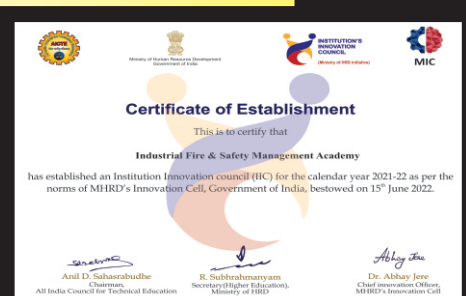 AICTE
Ministry of Human Resource Development
Government of India
INSTITUTION'S
INNOVATION
COUNCIL
(Ministry of HRD Initiative)
MIC
Certificate of Establishment
This is to certify that
Industrial Fire & Safety Management Academy
has established an Institution Innovation council (IIC) for the calendar year 2021-22 as per the
norms of MHRD's Innovation Cell, Government of India, bestowed on 15th June 2022.
Anil D. Sahasrabudhe
Chairman,
All India Council for Technical Education
R. Subhrahmanyam
Secretary(Higher Education),
Ministry of HRD
Abhay Jere
Dr. Abhay Jere
Chief innovation Officer,
MHRD's Innovation Cell